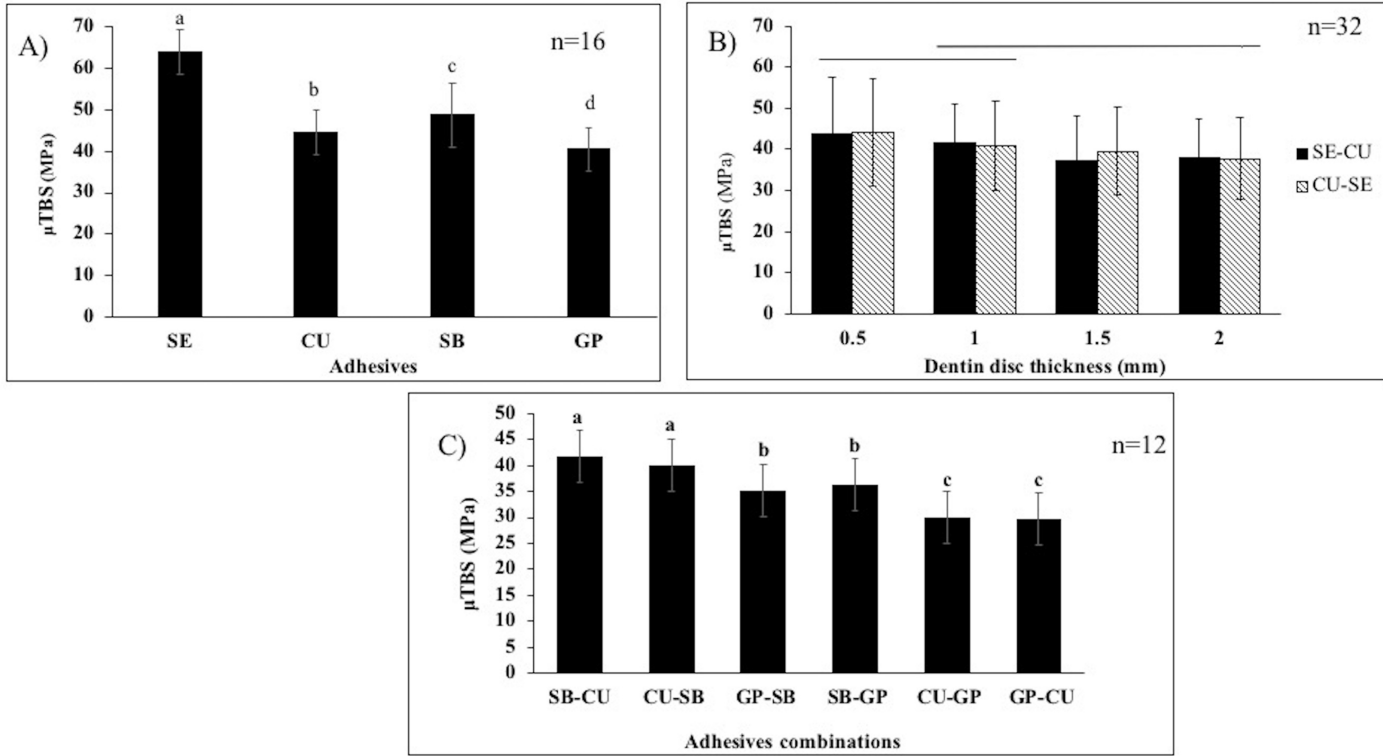 A)
n=16
µTBS (MPa)
70
60
50
40
30
20
10
0
a
b
c
d
SE CU SB GP
Adhesives
B)
n=32
µTBS (MPa)
70
60
50
40
30
20
10
0
SE-CU
CU-SE
0.5 1 1.5 2
Dentin disc thickness (mm)
C)
n=12
µTBS (MPa)
50
45
40
35
30
25
20
15
10
5
0
a a b b c c
SB-CU CU-SB GP-SB SB-GP CU-GP GP-CU
Adhesives combinations